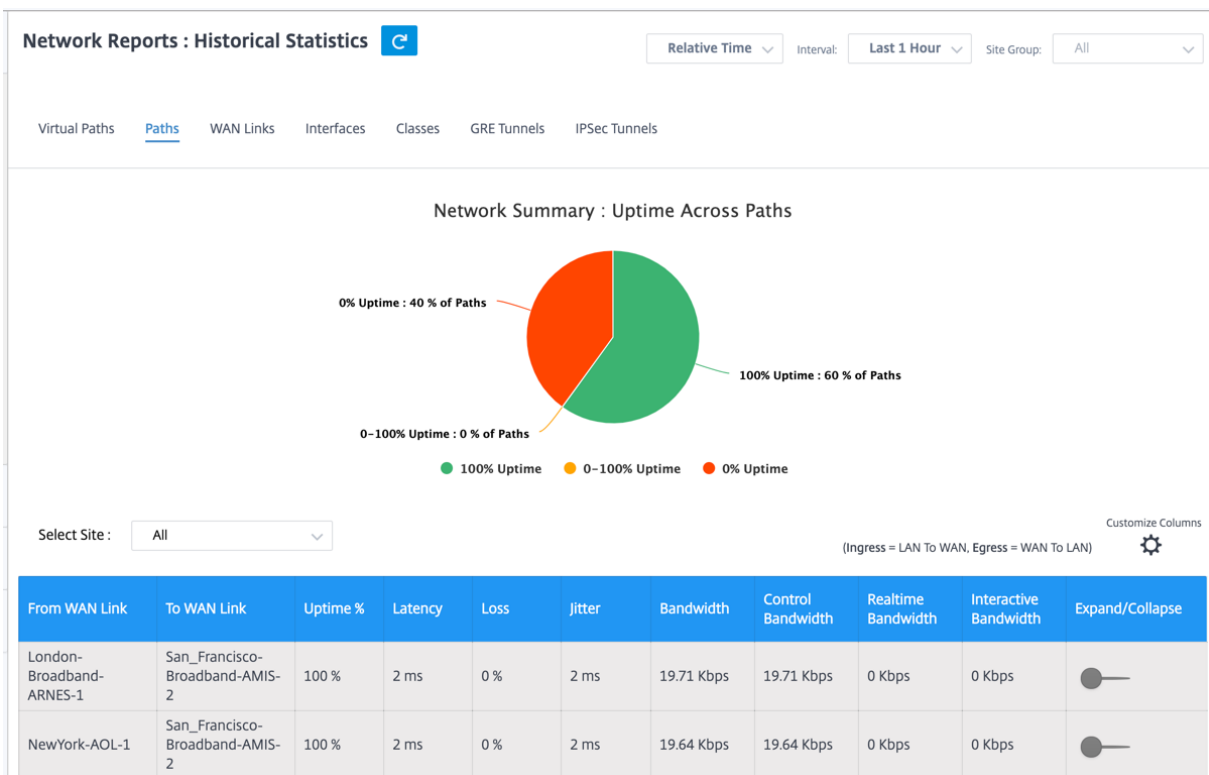 Network Reports : Historical Statistics
Relative Time
Interval:
Last 1 Hour
Site Group:
All
Virtual Paths
Paths
WAN Links
Interfaces
Classes
GRE Tunnels
IPSec Tunnels
Network Summary : Uptime Across Paths
0% Uptime : 40 % of Paths
100% Uptime : 60 % of Paths
0-100% Uptime : 0 % of Paths
100% Uptime
0-100% Uptime
0% Uptime
Customize Columns
Select Site :
All
(Ingress = LAN To WAN, Egress = WAN To LAN)
From WAN Link
To WAN Link
Uptime %
Latency
Loss
Jitter
Bandwidth
Control
Bandwidth
Realtime
Bandwidth
Interactive
Bandwidth
Expand/Collapse
London-
Broadband-
ARNES-1
San_Francisco-
Broadband-AMIS-
2
100 %
2 ms
0 %
2 ms
19.71 Kbps
19.71 Kbps
0 Kbps
0 Kbps
NewYork-AOL-1
San_Francisco-
Broadband-AMIS-
2
100 %
2 ms
0 %
2 ms
19.64 Kbps
19.64 Kbps
0 Kbps
0 Kbps